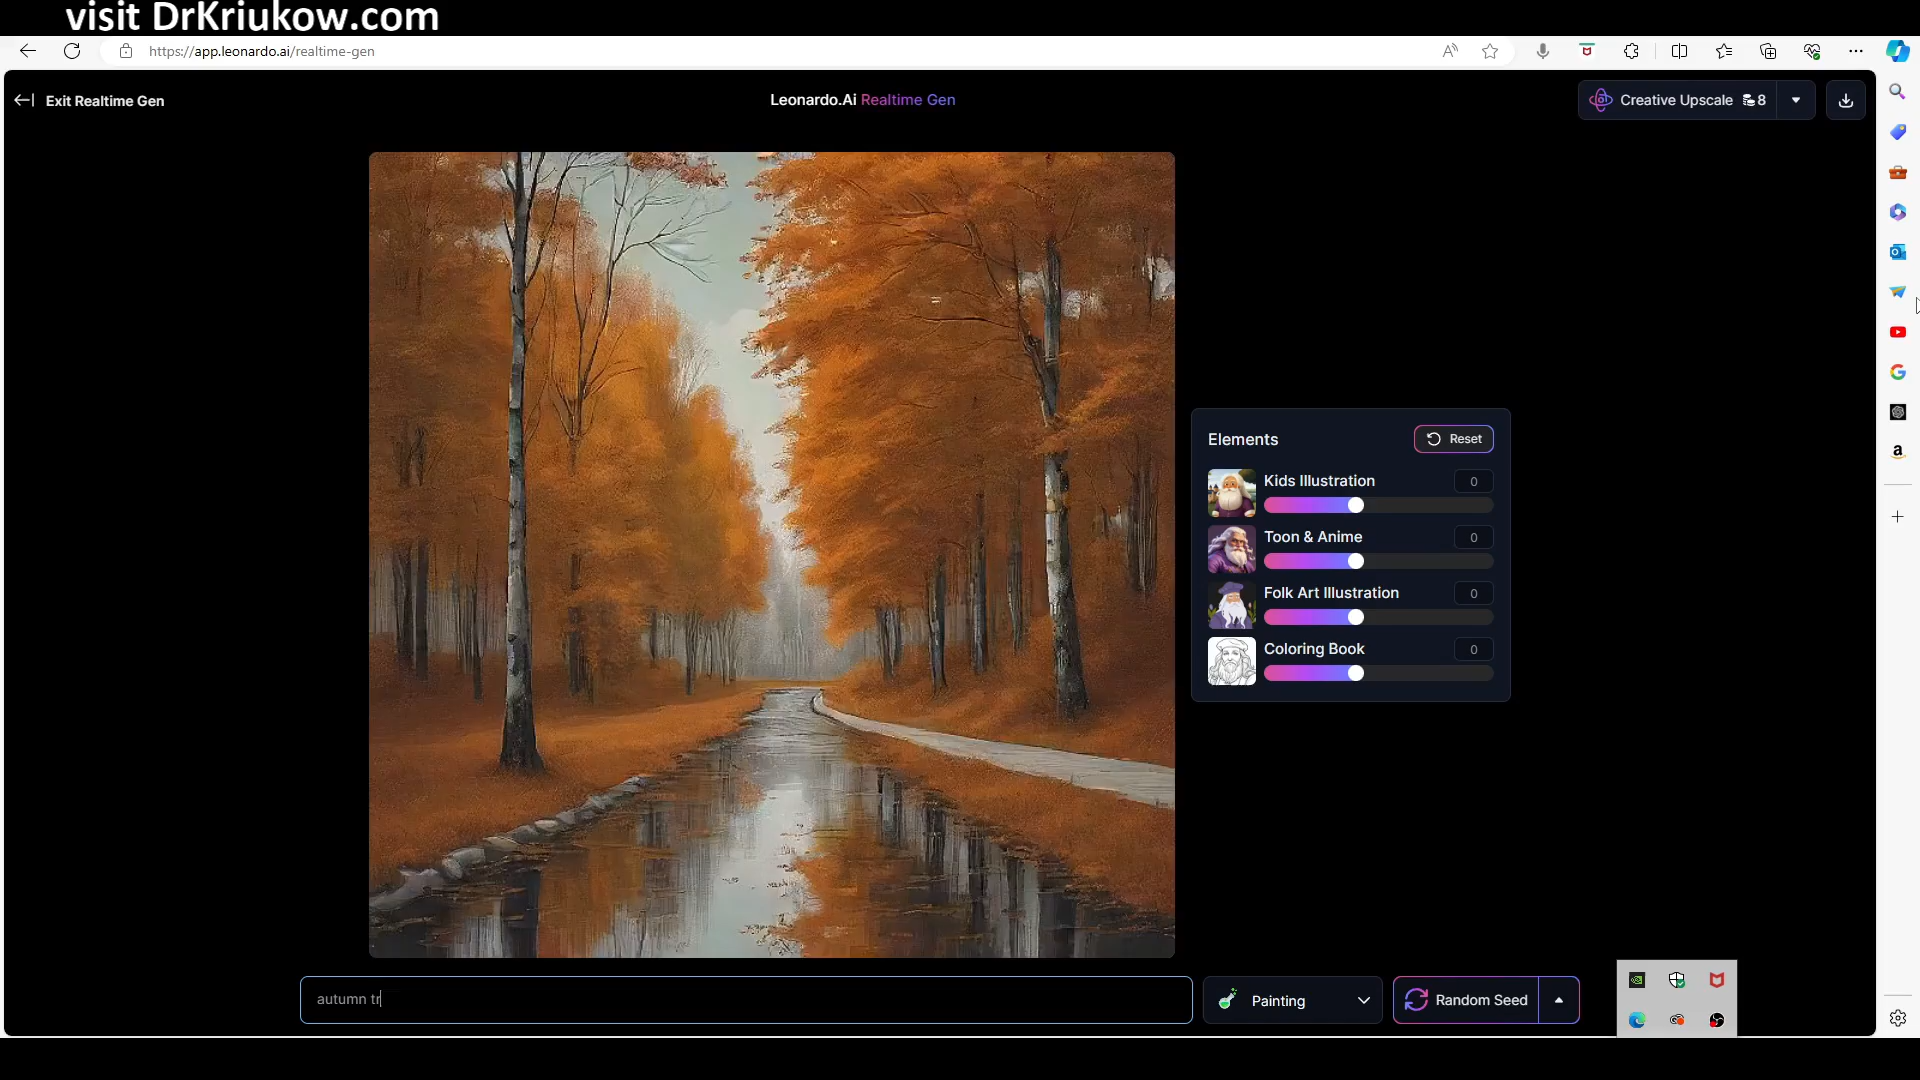 visit DrKriukow.com
https://app.leonardo.ai/realtime-gen
Exit Realtime Gen
Leonardo.Ai Realtime Gen
Creative Upscale 8
Elements
Reset
Kids Illustration 0
Toon & Anime 0
Folk Art Illustration 0
Coloring Book 0
autumn tr
Painting
Random Seed